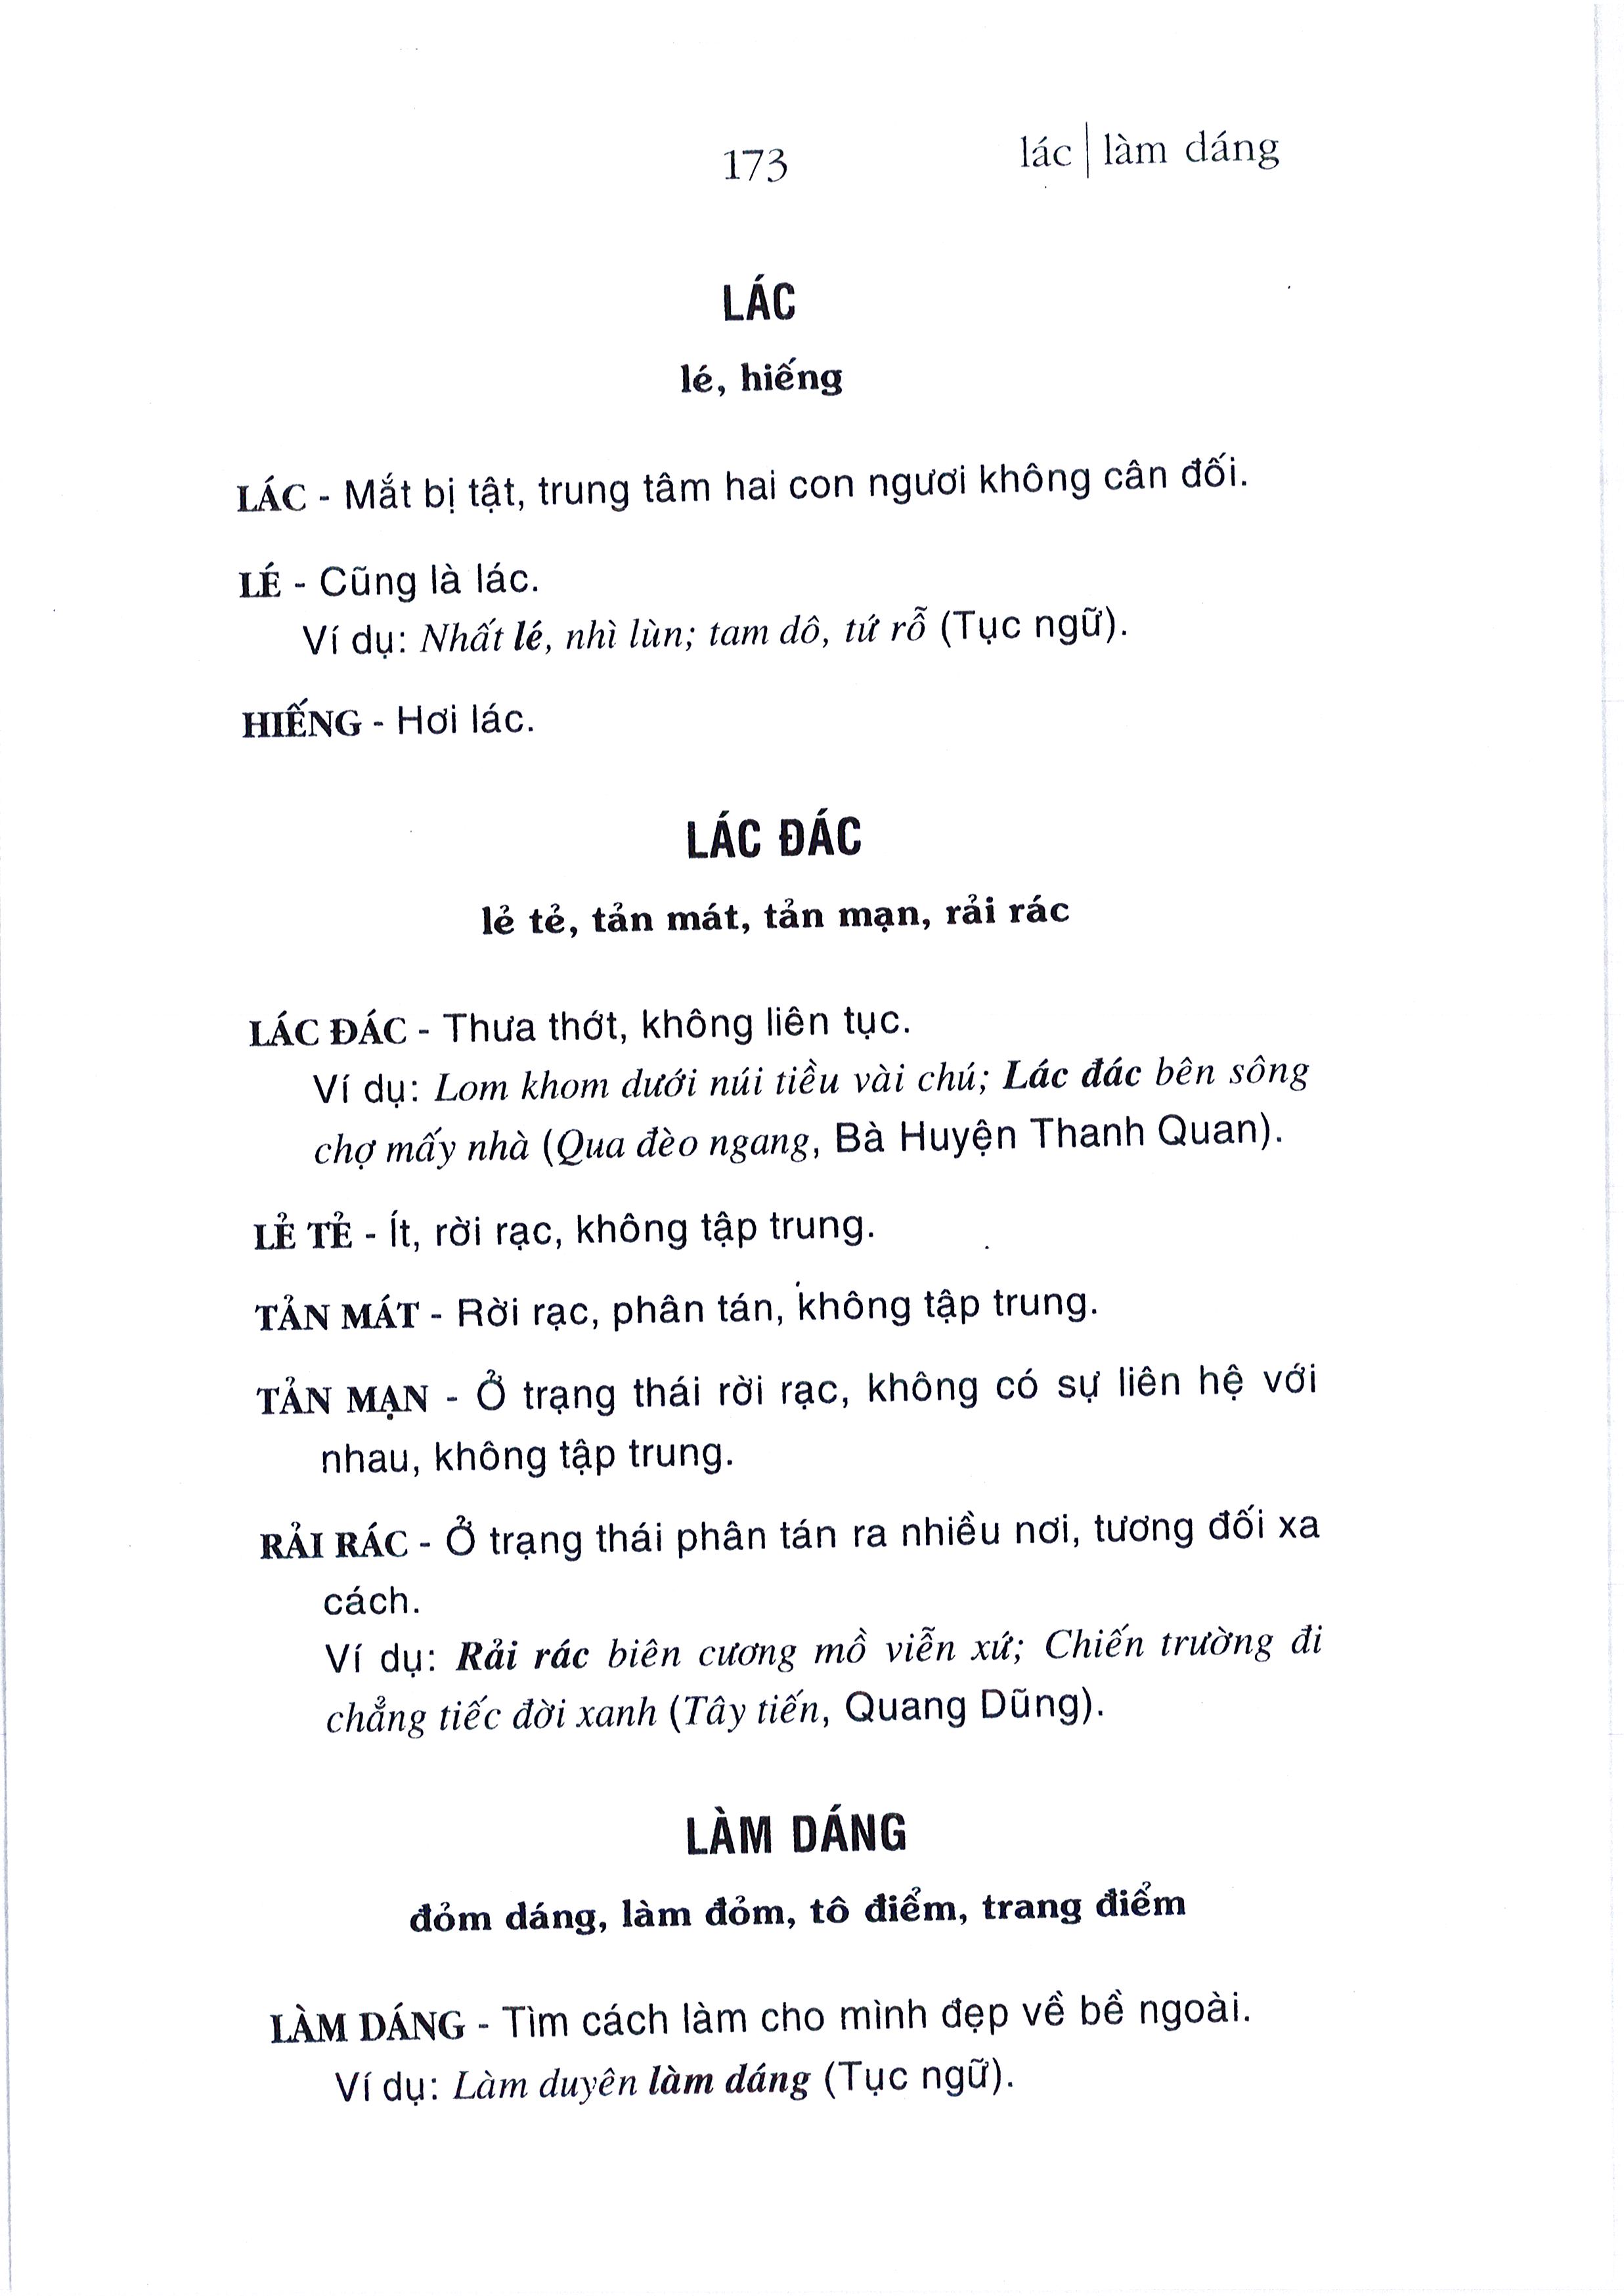 173
lác | làm dáng
LÁC
lé, hiếng
LÁC - Mắt bị tật, trung tâm hai con ngươi không cân đối.
LÉ - Cũng là lác.
Ví dụ: Nhất lé, nhì lùn; tam dô, tứ rỗ (Tục ngữ).
HIẾNG - Hơi lác.
LÁC ĐÁC
lẻ tẻ, tản mát, tản mạn, rải rác
LÁC ĐÁC - Thưa thớt, không liên tục.
Ví dụ: Lom khom dưới núi tiều vài chú; Lác đác bên sông
chợ mấy nhà (Qua đèo ngang, Bà Huyện Thanh Quan).
LẺ TẺ - Ít, rời rạc, không tập trung.
TẢN MÁT - Rời rạc, phân tán, không tập trung.
TẢN MẠN - Ở trạng thái rời rạc, không có sự liên hệ với
nhau, không tập trung.
RẢI RÁC - Ở trạng thái phân tán ra nhiều nơi, tương đối xa
cách.
Ví dụ: Rải rác biên cương mồ viễn xứ; Chiến trường đi
chẳng tiếc đời xanh (Tây tiến, Quang Dũng).
LÀM DÁNG
đỏm dáng, làm đỏm, tô điểm, trang điểm
LÀM DÁNG - Tìm cách làm cho mình đẹp về bề ngoài.
Ví dụ: Làm duyên làm dáng (Tục ngữ).